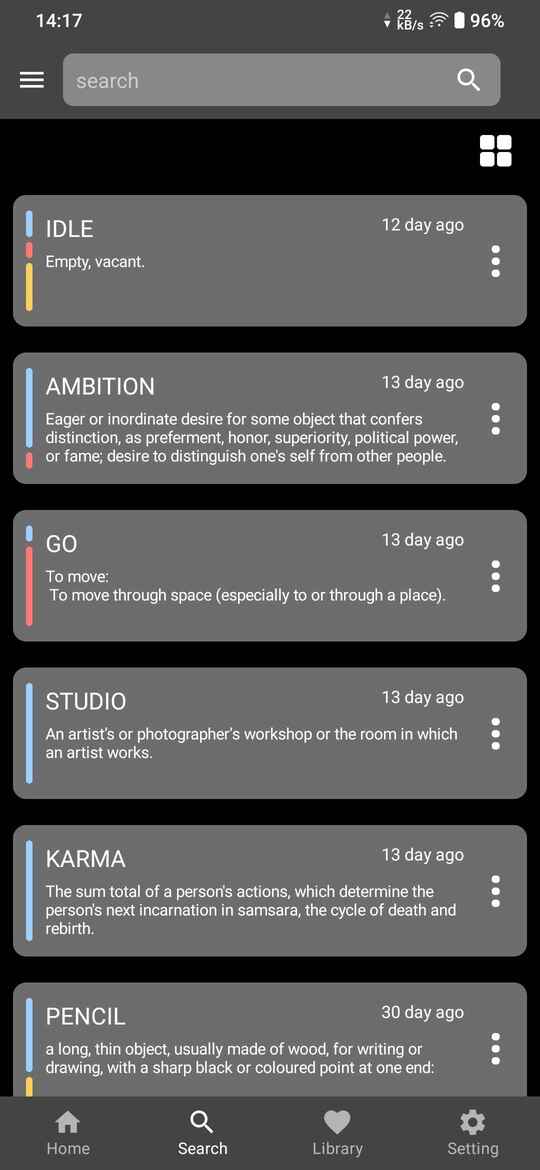 14:17
22 kB/s
96%
search
IDLE
12 day ago
Empty, vacant.
AMBITION
13 day ago
Eager or inordinate desire for some object that confers
distinction, as preferment, honor, superiority, political power,
or fame; desire to distinguish one's self from other people.
GO
13 day ago
To move:
To move through space (especially to or through a place).
STUDIO
13 day ago
An artist’s or photographer’s workshop or the room in which
an artist works.
KARMA
13 day ago
The sum total of a person's actions, which determine the
person's next incarnation in samsara, the cycle of death and
rebirth.
PENCIL
30 day ago
a long, thin object, usually made of wood, for writing or
drawing, with a sharp black or coloured point at one end:
Home
Search
Library
Setting